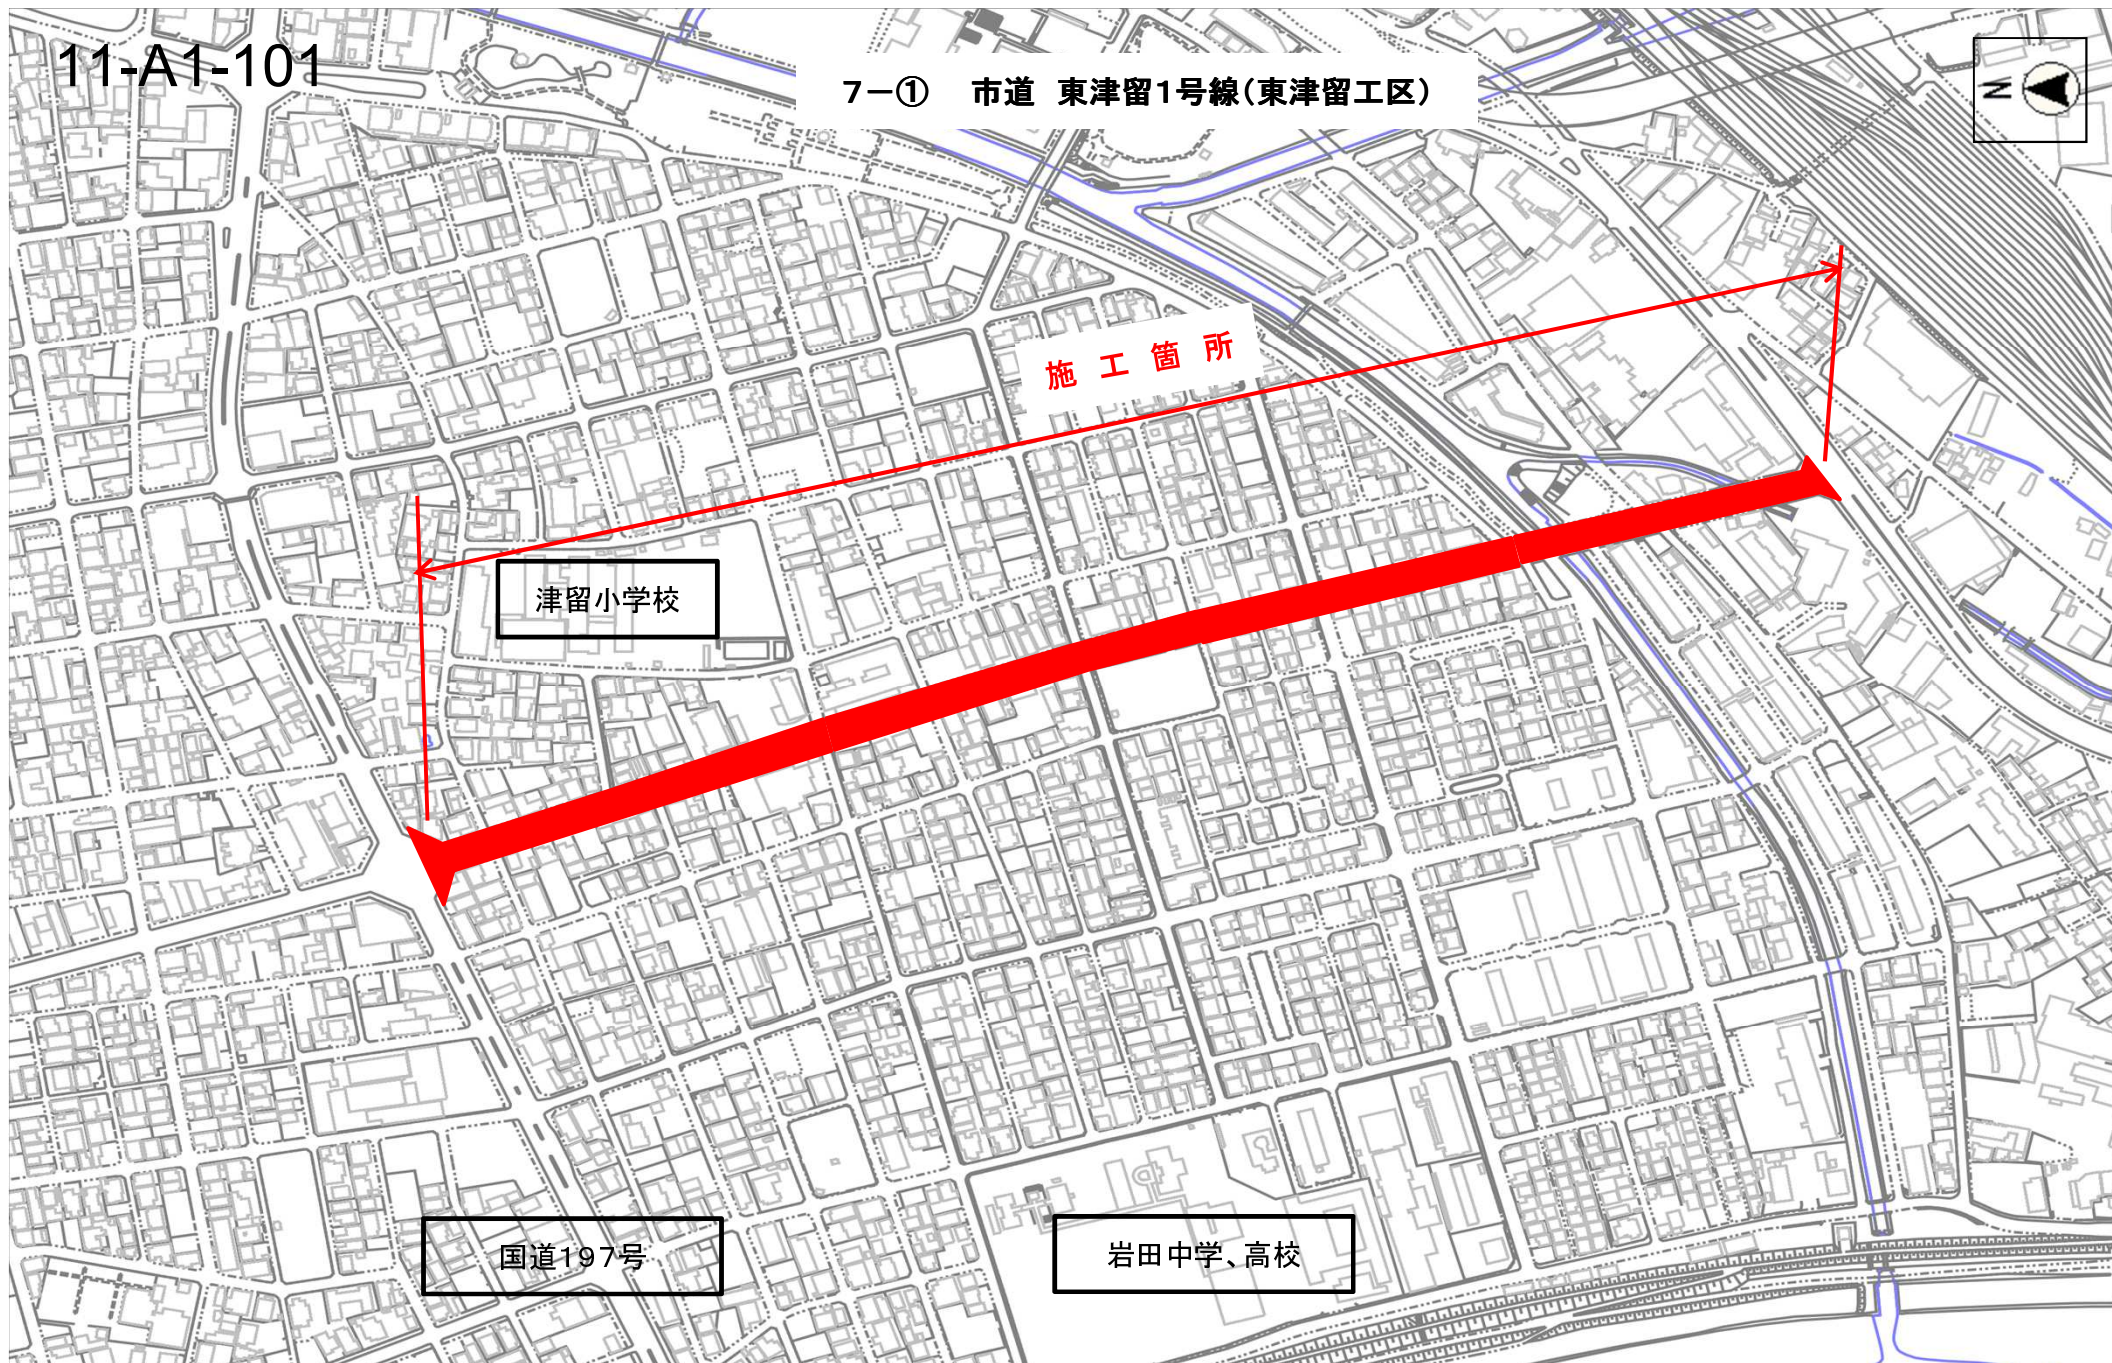 11-A1-101
7－①　市道　東津留1号線(東津留工区)
N
施工箇所
津留小学校
国道197号
岩田中学、高校